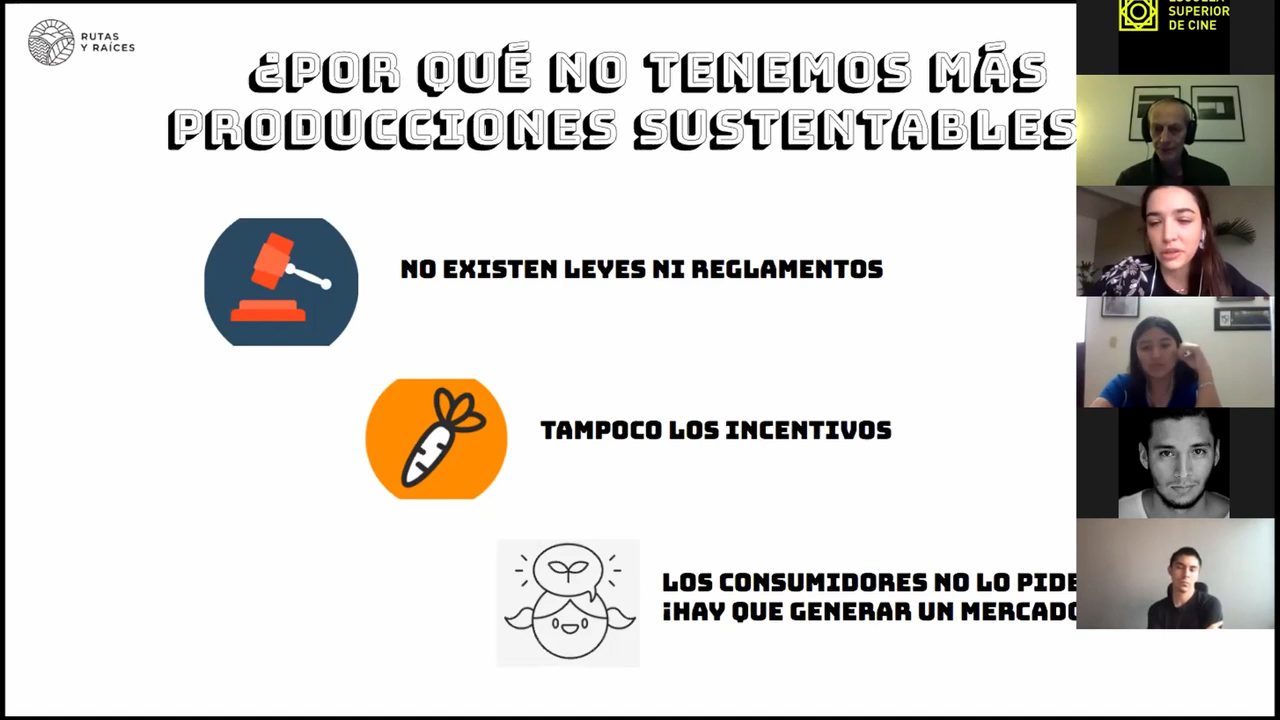 RUTAS
Y RAÍCES
¿POR QUÉ NO TENEMOS MÁS
PRODUCCIONES SUSTENTABLES
NO EXISTEN LEYES NI REGLAMENTOS
TAMPOCO LOS INCENTIVOS
LOS CONSUMIDORES NO LO PIDE
¡HAY QUE GENERAR UN MERCADO
SUPERIOR
DE CINE